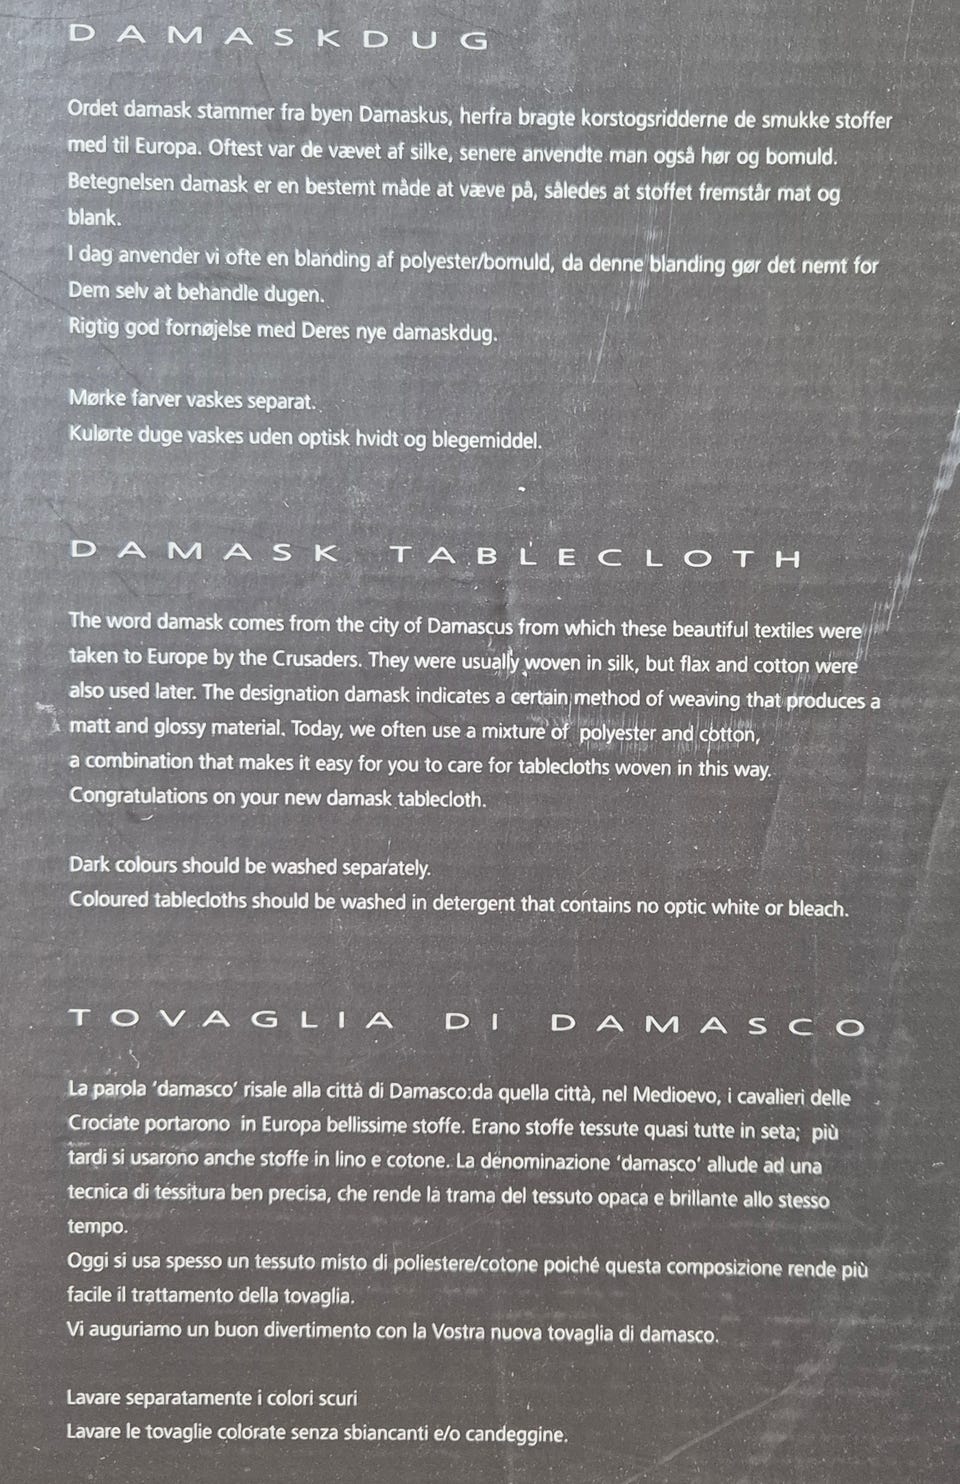 DAMASKDUG
Ordet damask stammer fra byen Damaskus, herfra bragte korstogsridderne de smukke stoffer
med til Europa. Oftest var de vævet af silke, senere anvendte man også hør og bomuld.
Betegnelsen damask er en bestemt måde at væve på, således at stoffet fremstår mat og
blank.
I dag anvender vi ofte en blanding af polyester/bomuld, da denne blanding gør det nemt for
Dem selv at behandle dugen.
Rigtig god fornøjelse med Deres nye damaskdug.
Mørke farver vaskes separat.
Kulørte duge vaskes uden optisk hvidt og blegemiddel.
DAMASK TABLECLOTH
The word damask comes from the city of Damascus from which these beautiful textiles were
taken to Europe by the Crusaders. They were usually woven in silk, but flax and cotton were
also used later. The designation damask indicates a certain method of weaving that produces a
matt and glossy material. Today, we often use a mixture of polyester and cotton,
a combination that makes it easy for you to care for tablecloths woven in this way.
Congratulations on your new damask tablecloth.
Dark colours should be washed separately.
Coloured tablecloths should be washed in detergent that contains no optic white or bleach.
TOVAGLIA DI DAMASCO
La parola 'damasco' risale alla città di Damasco:da quella città, nel Medioevo, i cavalieri delle
Crociate portarono in Europa bellissime stoffe. Erano stoffe tessute quasi tutte in seta; più
tardi si usarono anche stoffe in lino e cotone. La denominazione 'damasco' allude ad una
tecnica di tessitura ben precisa, che rende la trama del tessuto opaca e brillante allo stesso
tempo.
Oggi si usa spesso un tessuto misto di poliestere/cotone poiché questa composizione rende più
facile il trattamento della tovaglia.
Vi auguriamo un buon divertimento con la Vostra nuova tovaglia di damasco.
Lavare separatamente i colori scuri
Lavare le tovaglie colorate senza sbiancanti e/o candeggine.